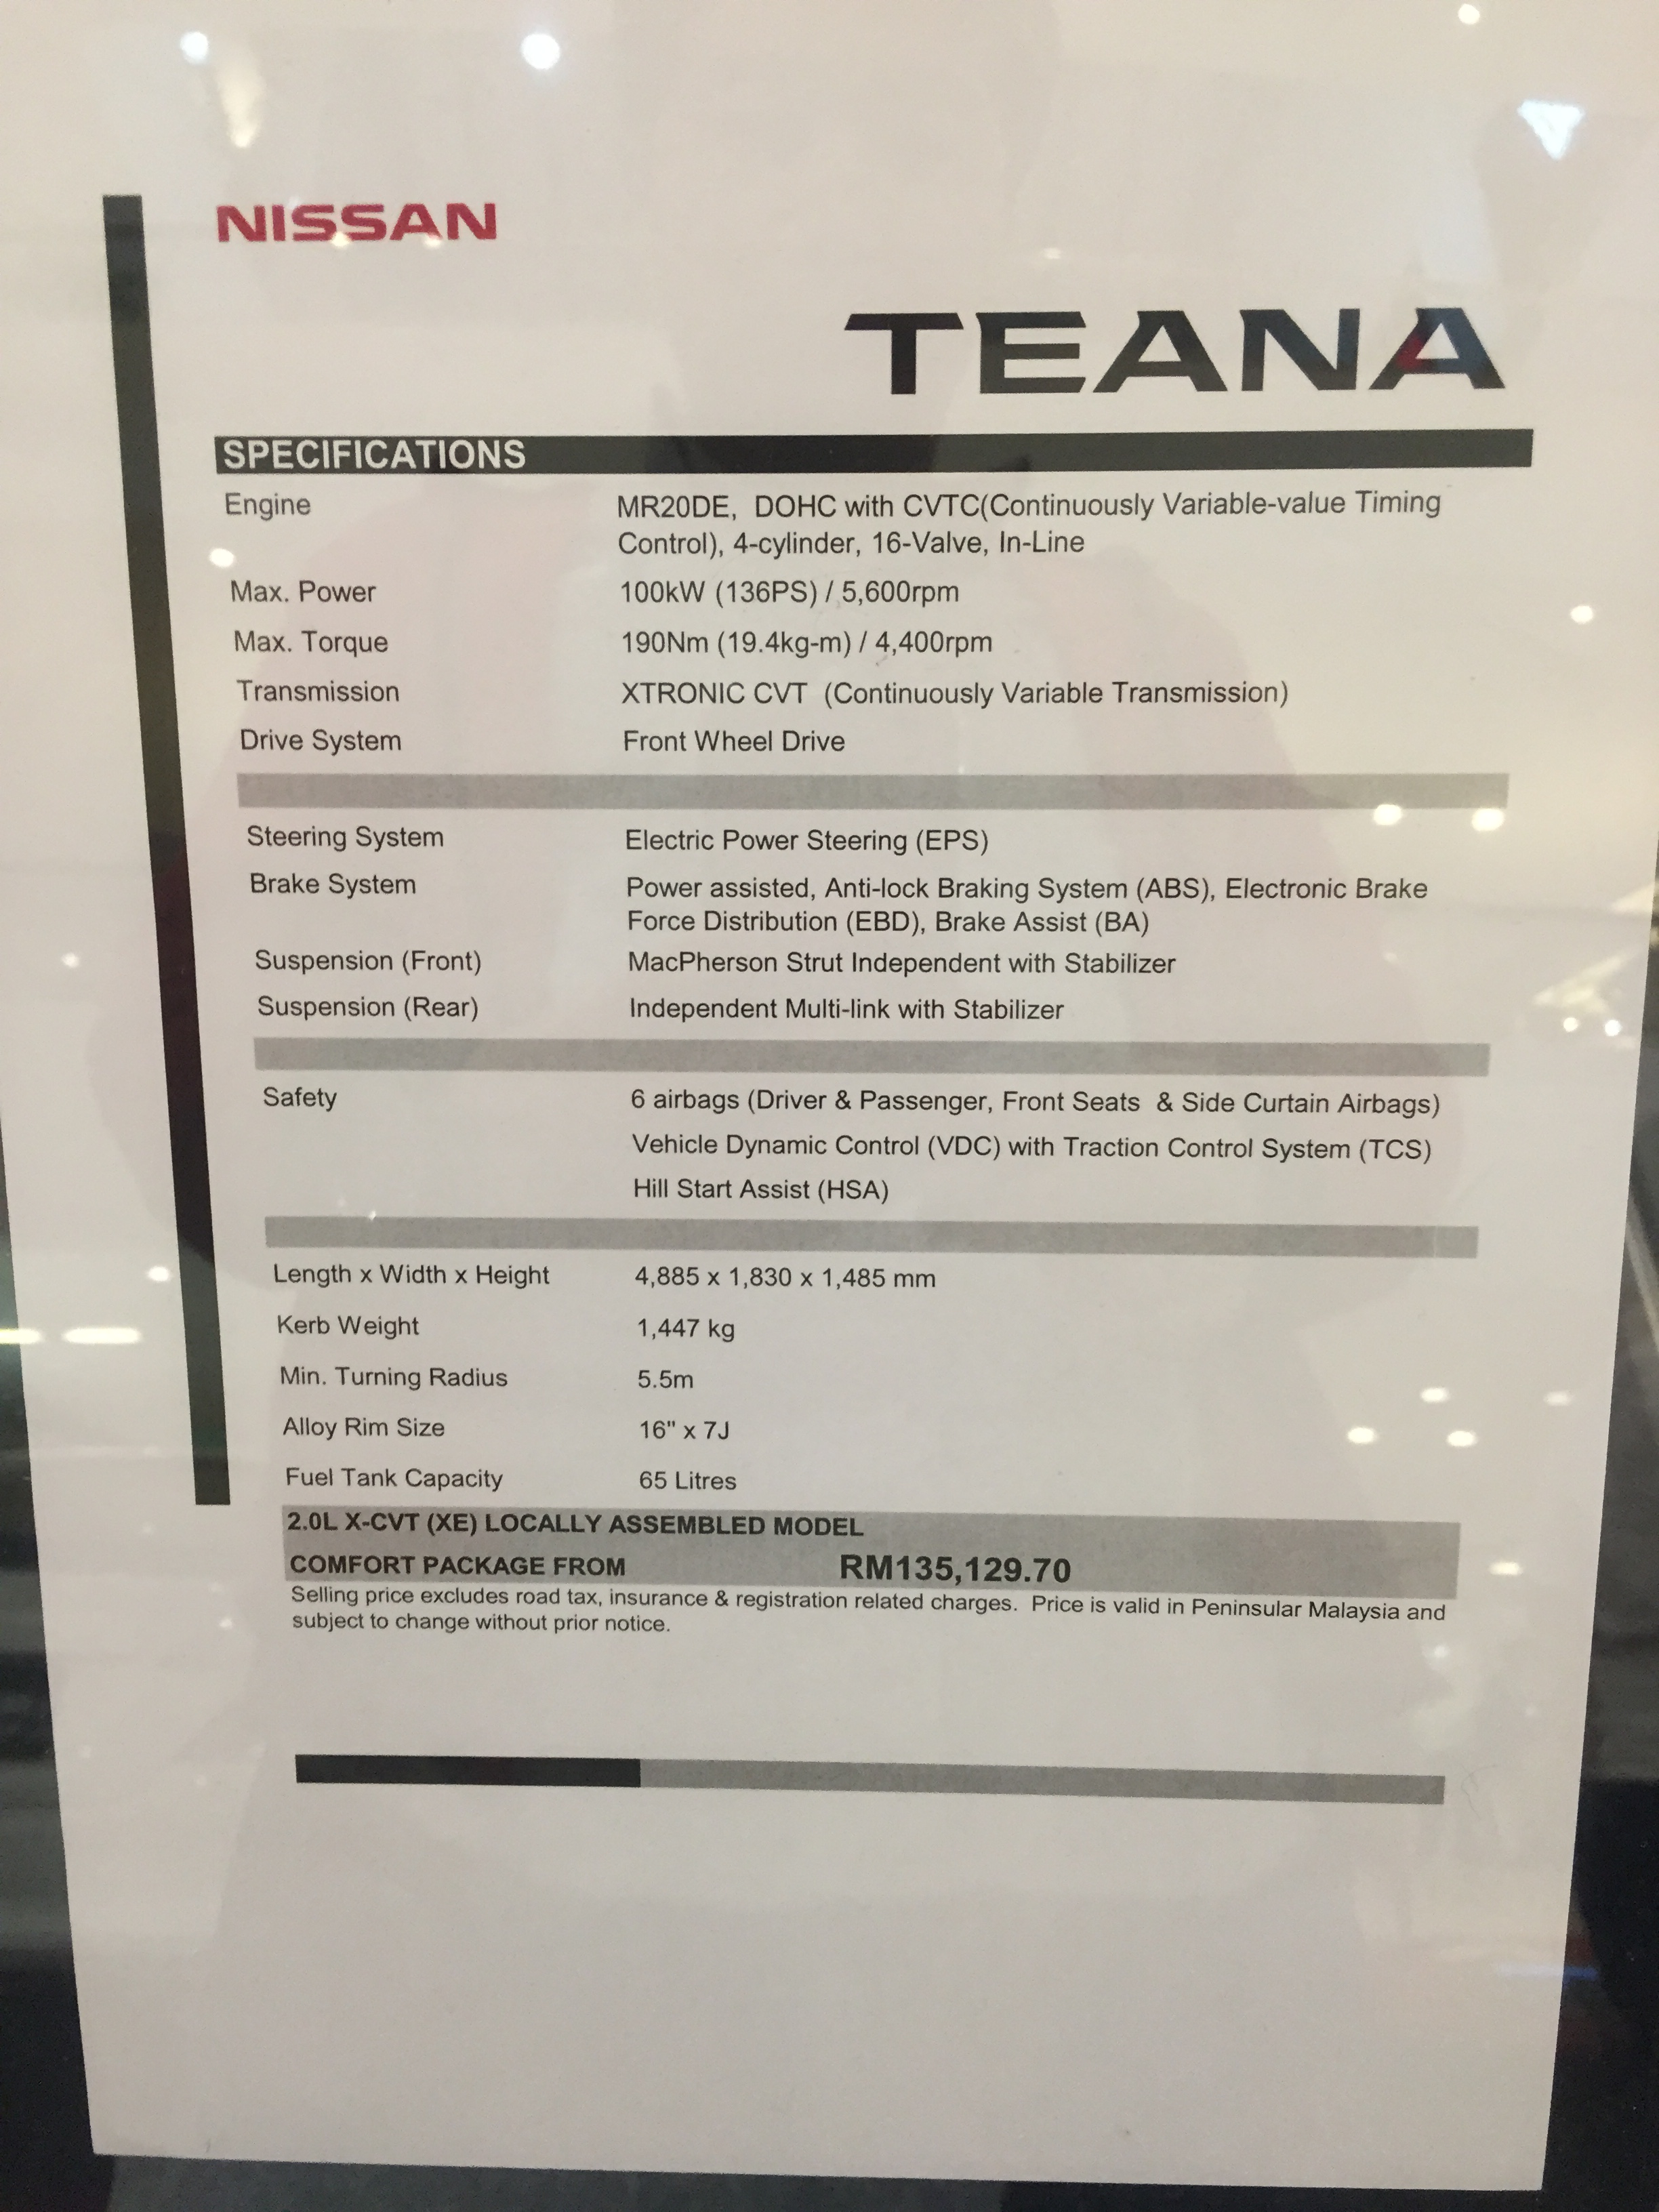 NISSAN
TEANA
SPECIFICATIONS
Engine MR20DE, DOHC with CVTC(Continuously Variable-value Timing
Control), 4-cylinder, 16-Valve, In-Line
Max. Power 100kW (136PS) / 5,600rpm
Max. Torque 190Nm (19.4kg-m) / 4,400rpm
Transmission XTRONIC CVT (Continuously Variable Transmission)
Drive System Front Wheel Drive
Steering System Electric Power Steering (EPS)
Brake System Power assisted, Anti-lock Braking System (ABS), Electronic Brake
Force Distribution (EBD), Brake Assist (BA)
Suspension (Front) MacPherson Strut Independent with Stabilizer
Suspension (Rear) Independent Multi-link with Stabilizer
Safety 6 airbags (Driver & Passenger, Front Seats & Side Curtain Airbags)
Vehicle Dynamic Control (VDC) with Traction Control System (TCS)
Hill Start Assist (HSA)
Length x Width x Height 4,885 x 1,830 x 1,485 mm
Kerb Weight 1,447 kg
Min. Turning Radius 5.5m
Alloy Rim Size 16" x 7J
Fuel Tank Capacity 65 Litres
2.0L X-CVT (XE) LOCALLY ASSEMBLED MODEL
COMFORT PACKAGE FROM RM135,129.70
Selling price excludes road tax, insurance & registration related charges. Price is valid in Peninsular Malaysia and
subject to change without prior notice.